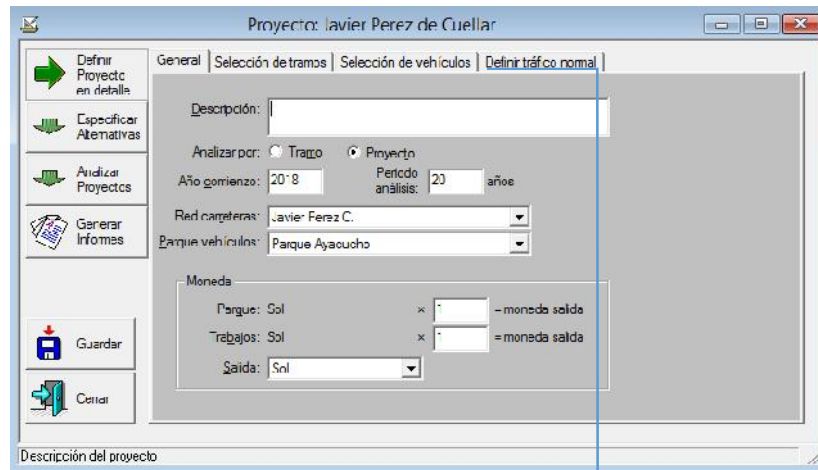 Proyecto: Javier Perez de Cuellar
Definir
Proyecto
en detalle
Especificar
Alternativas
Analizar
Proyectos
Generar
Informes
Guardar
Cerrar
General
Selección de tramos
Selección de vehículos
Definir tráfico normal
Descripción:
Analizar por: Tramo Proyecto
Año comienzo: 2018
Periodo
análisis: 20 años
Red carreteras: Javier Perez C.
Parque vehículos: Parque Ayacucho
Moneda
Parque: Sol × 1 = moneda salida
Trabajos: Sol × 1 = moneda salida
Salida: Sol
Descripción del proyecto